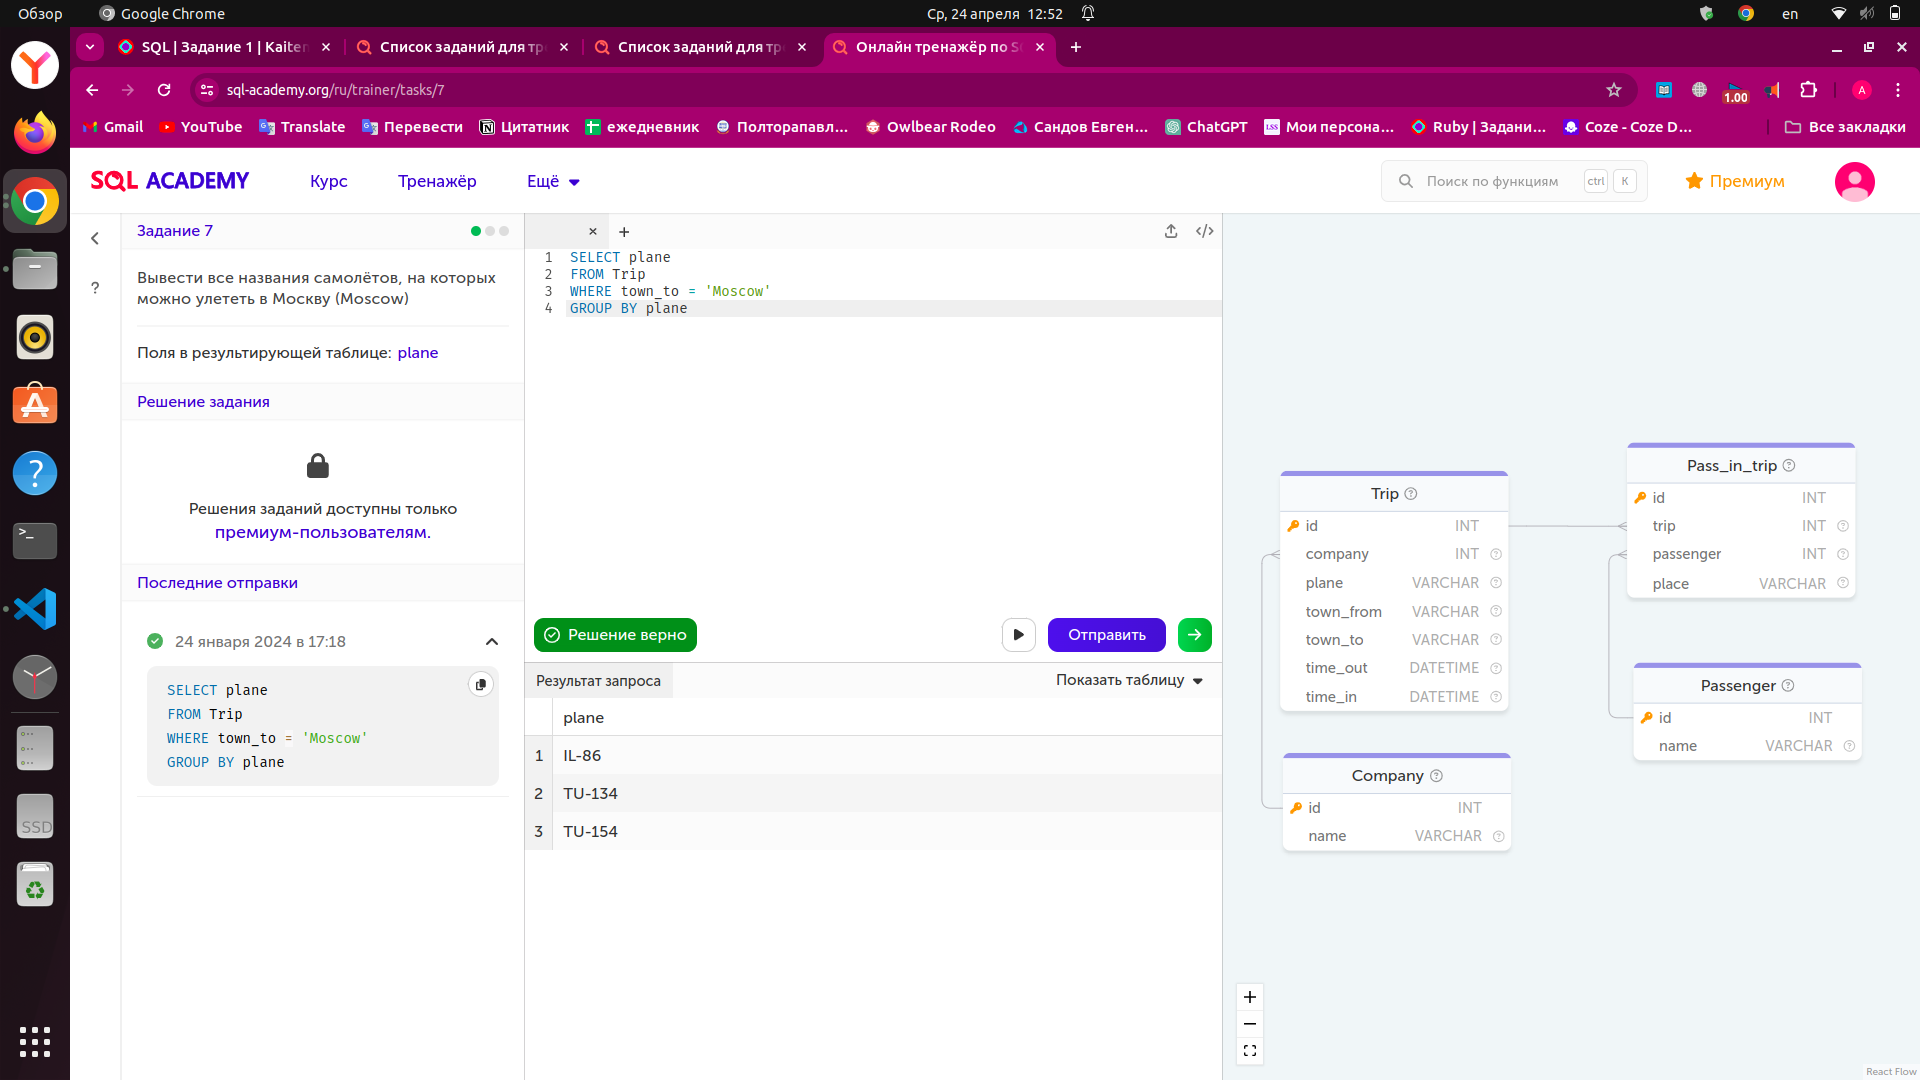 Обзор
Google Chrome
Ср, 24 апреля 12:52
en
SQL | Задание 1 | Kaiten
Список заданий для тр
Список заданий для тр
Онлайн тренажёр по S
sql-academy.org/ru/trainer/tasks/7
1.00
A
Gmail
YouTube
Translate
Перевести
Цитатник
ежедневник
Полторапавл...
Owlbear Rodeo
Сандов Евген...
ChatGPT
LSS
Мои персона...
Ruby | Задани...
Coze - Coze D...
Все закладки
SQL ACADEMY
Курс
Тренажёр
Ещё
Поиск по функциям
ctrl
K
Премиум
?
Задание 7
Вывести все названия самолётов, на которых
можно улететь в Москву (Moscow)
Поля в результирующей таблице: plane
Решение задания
Решения заданий доступны только
премиум-пользователям.
Последние отправки
24 января 2024 в 17:18
SELECT plane
FROM Trip
WHERE town_to = 'Moscow'
GROUP BY plane
1 SELECT plane
2 FROM Trip
3 WHERE town_to = 'Moscow'
4 GROUP BY plane
Решение верно
Отправить
Результат запроса
Показать таблицу
plane
1 IL-86
2 TU-134
3 TU-154
Trip
id INT
company INT
plane VARCHAR
town_from VARCHAR
town_to VARCHAR
time_out DATETIME
time_in DATETIME
Company
id INT
name VARCHAR
Pass_in_trip
id INT
trip INT
passenger INT
place VARCHAR
Passenger
id INT
name VARCHAR
React Flow
SSD